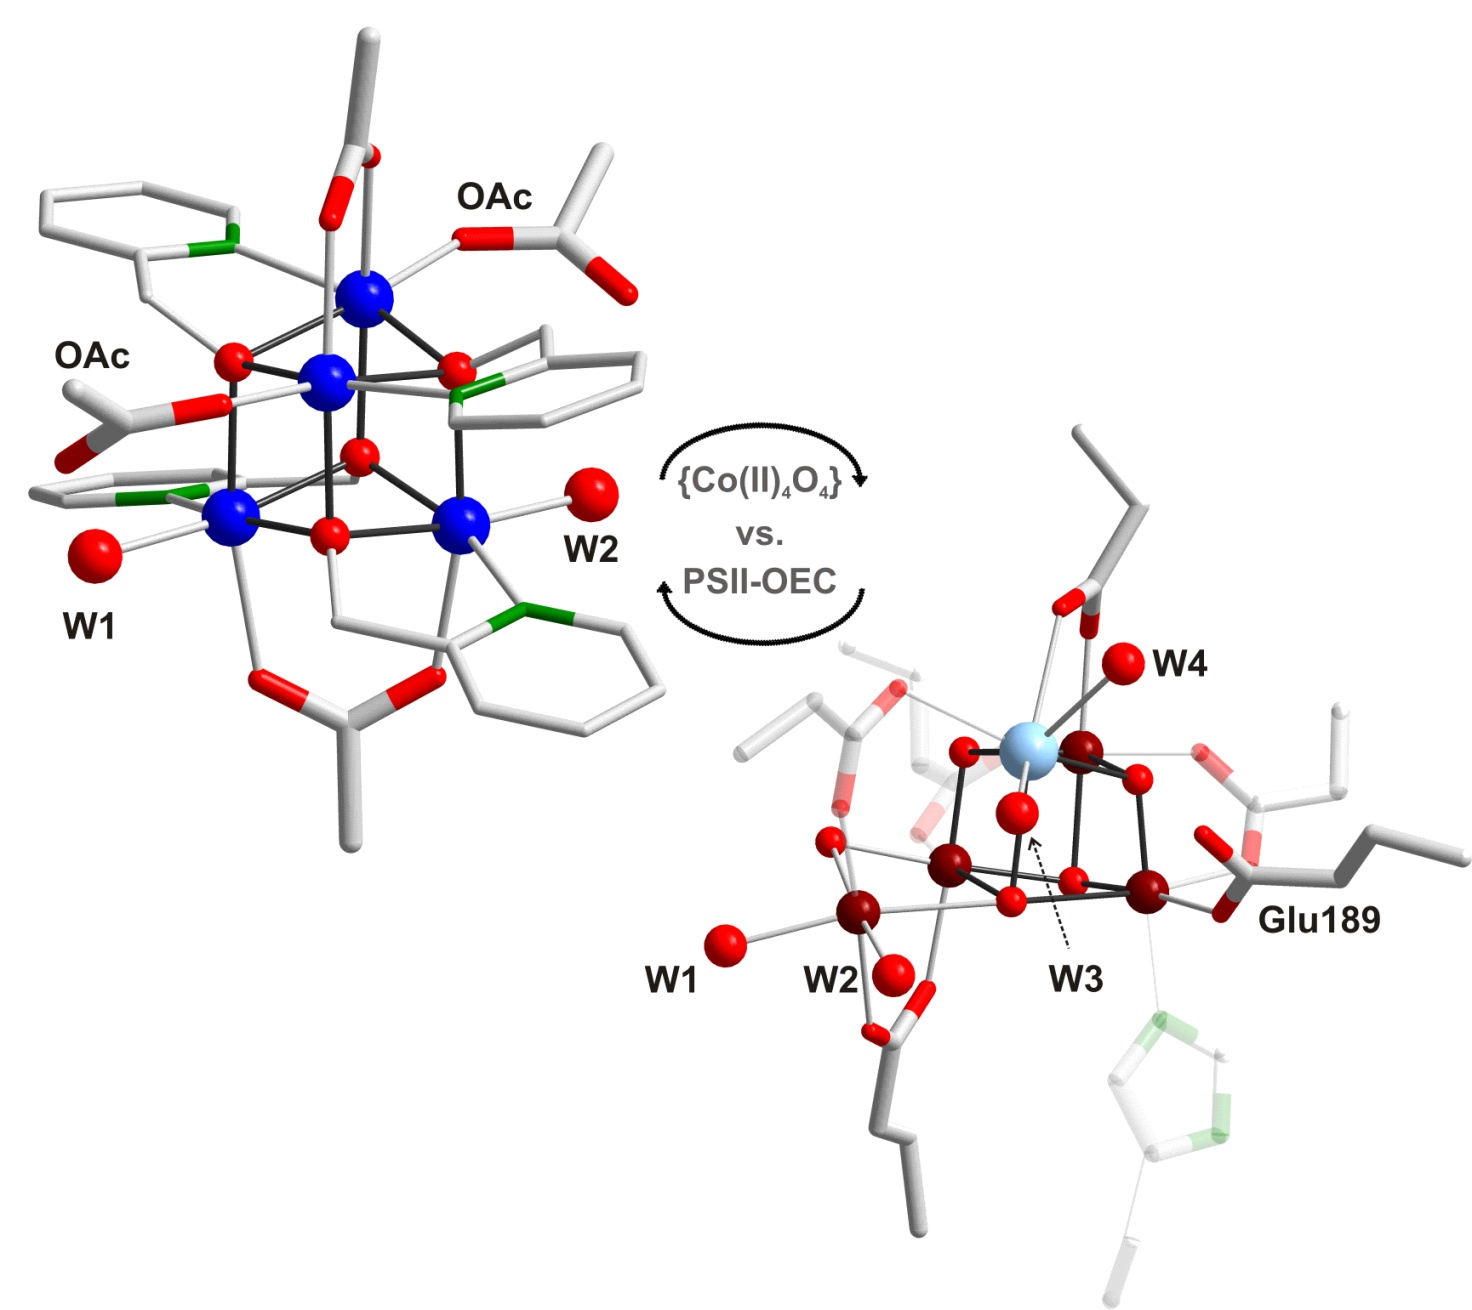 OAc
OAc
{Co(II)₄O₄}
vs.
PSII-OEC
W2
W1
W4
Glu189
W1
W2
W3